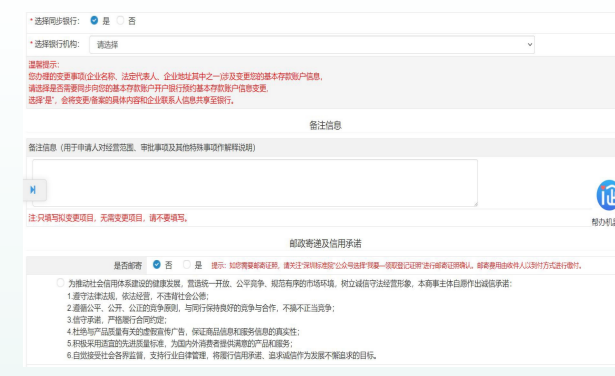 *选择同步银行: 是 否
*选择银行机构: 请选择
温馨提示:
您办理的变更事项(企业名称、法定代表人、企业地址其中之一)涉及变更您的基本存款账户信息,
请选择是否需要同步向您的基本存款账户开户银行预约基本存款账户信息变更,
选择“是”, 会将变更/备案的具体内容和企业联系人信息共享至银行。
备注信息
备注信息(用于申请人对经营范围、审批事项及其他特殊事项作解释说明)
帮办机
注:只填写拟变更项目, 无需变更项目, 请不要填写。
邮政寄递及信用承诺
是否邮寄 否 是 提示: 如您需要邮寄证照, 请关注“深圳标准院”公众号选择“我要—领取登记证照”进行邮寄证照确认。邮寄费用由收件人以到付方式进行缴付。
为推动社会信用体系建设的健康发展, 营造统一开放、公平竞争、规范有序的市场环境, 树立诚信守法经营形象, 本商事主体自愿作出诚信承诺:
1.遵守法律法规, 依法经营, 不违背社会公德;
2.遵循公平、公开、公正的竞争原则, 与同行保持良好的竞争与合作, 不搞不正当竞争;
3.信守承诺, 严格履行合同约定;
4.杜绝与产品质量有关的虚假宣传广告, 保证商品信息和服务信息的真实性;
5.积极采用适宜的先进质量标准, 为国内外消费者提供满意的产品和服务;
6.自觉接受社会各界监督, 支持行业自律管理, 将履行信用承诺、追求诚信作为发展不懈追求的目标。